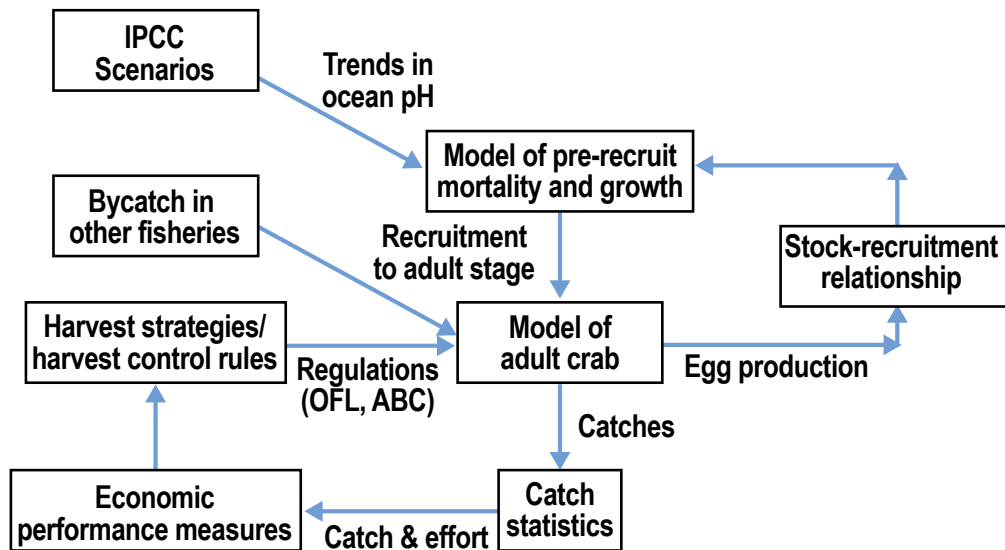 IPCC
Scenarios
Trends in
ocean pH
Model of pre-recruit
mortality and growth
Bycatch in
other fisheries
Recruitment
to adult stage
Stock-recruitment
relationship
Harvest strategies/
harvest control rules
Regulations
(OFL, ABC)
Model of
adult crab
Egg production
Catches
Economic
performance measures
Catch & effort
Catch
statistics